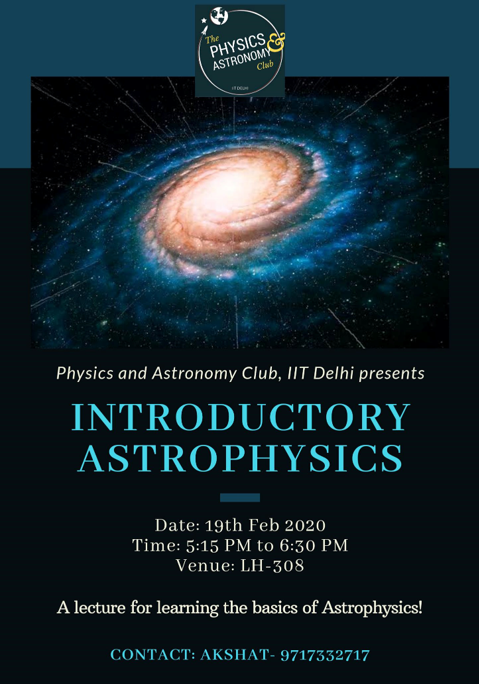 The
PHYSICS &
ASTRONOMY
Club
IIT DELHI
Physics and Astronomy Club, IIT Delhi presents
INTRODUCTORY
ASTROPHYSICS
Date: 19th Feb 2020
Time: 5:15 PM to 6:30 PM
Venue: LH-308
A lecture for learning the basics of Astrophysics!
CONTACT: AKSHAT- 9717332717